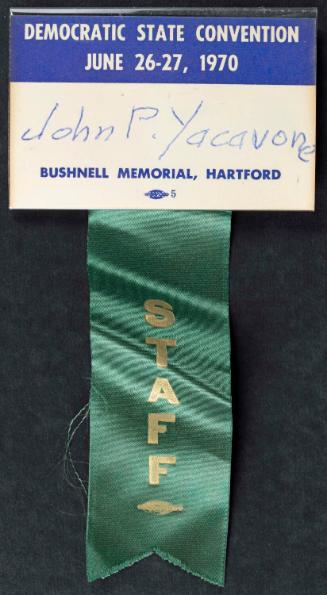 DEMOCRATIC STATE CONVENTION
JUNE 26-27, 1970
John P. Yacavone
BUSHNELL MEMORIAL, HARTFORD
5
STAFF